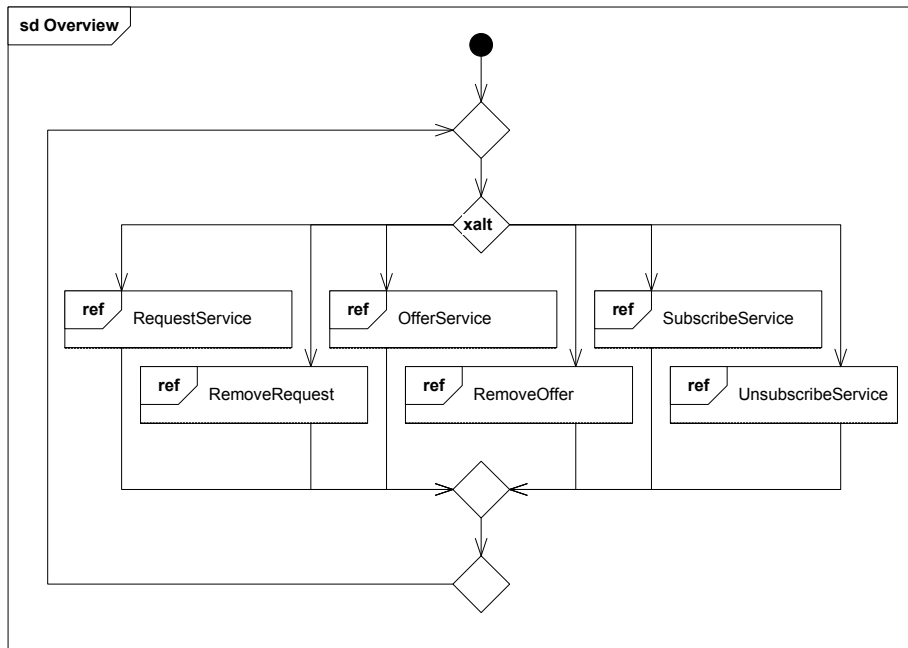 sd Overview
xalt
ref
RequestService
ref
OfferService
ref
SubscribeService
ref
RemoveRequest
ref
RemoveOffer
ref
UnsubscribeService